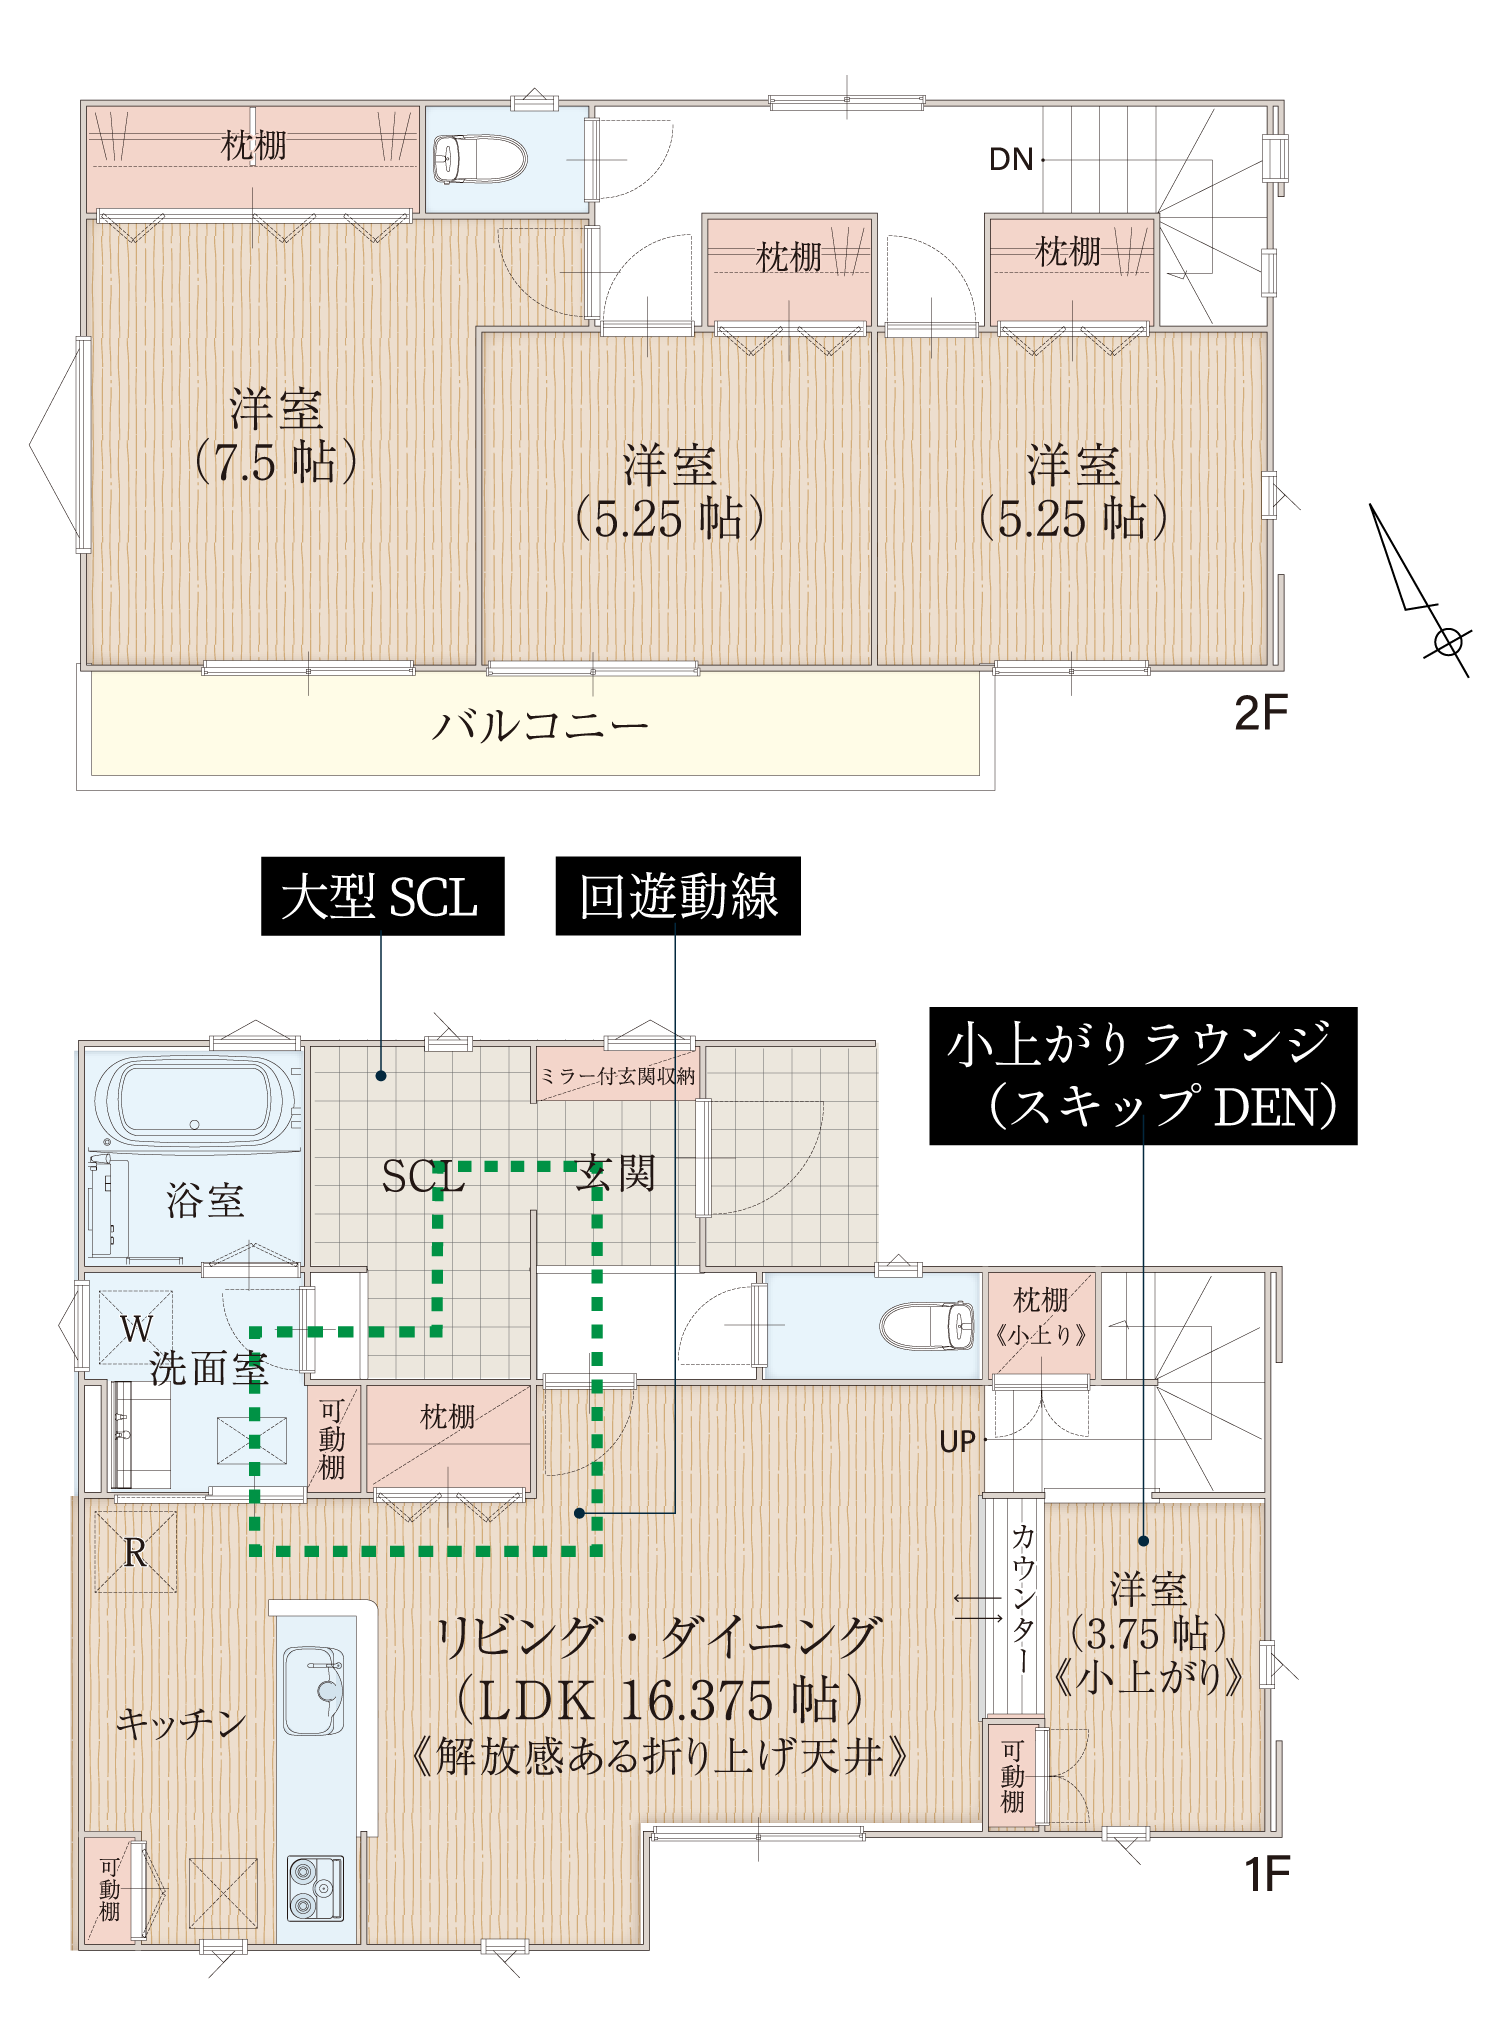 枕棚
DN
枕棚
枕棚
洋室
(7.5 帖)
洋室
(5.25 帖)
洋室
(5.25 帖)
バルコニー
2F
大型 SCL
回遊動線
小上がりラウンジ
(スキップ DEN)
ミラー付玄関収納
SCL
玄関
浴室
W
洗面室
可動棚
枕棚
枕棚
《小上り》
UP
R
カウンター
洋室
(3.75 帖)
《小上がり》
リビング・ダイニング
(LDK 16.375 帖)
《解放感ある折り上げ天井》
キッチン
可動棚
可動棚
1F